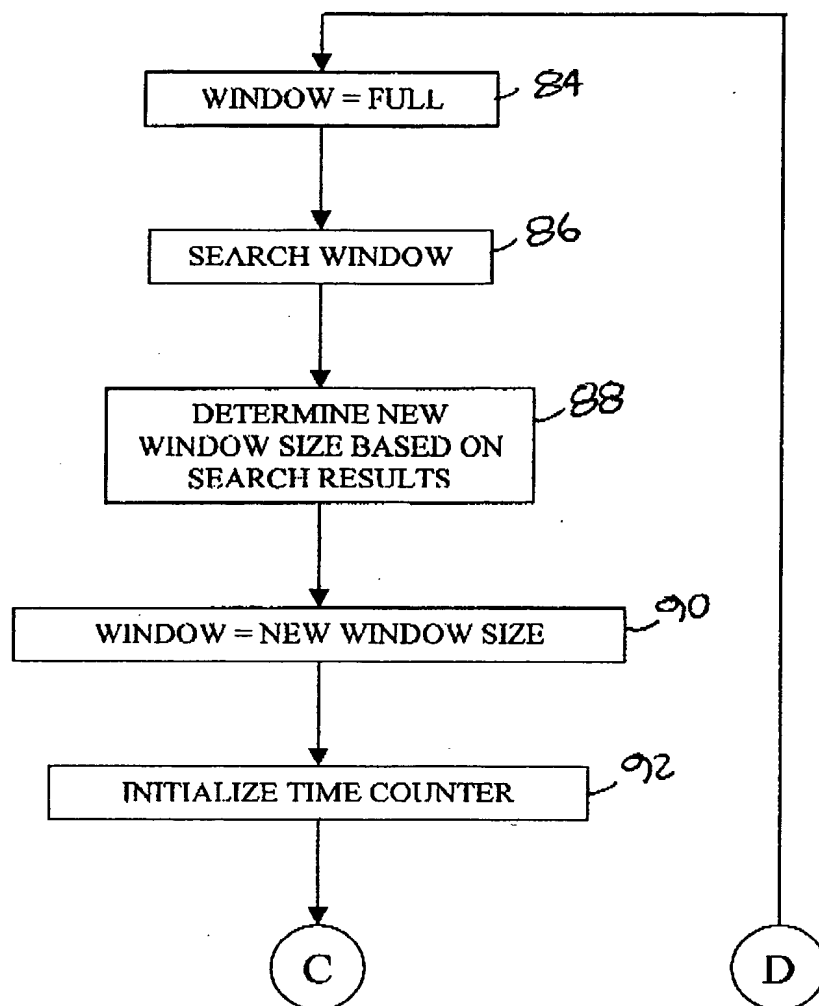 WINDOW = FULL
84
SEARCH WINDOW
86
DETERMINE NEW
WINDOW SIZE BASED ON
SEARCH RESULTS
88
WINDOW = NEW WINDOW SIZE
90
INITIALIZE TIME COUNTER
92
C
D